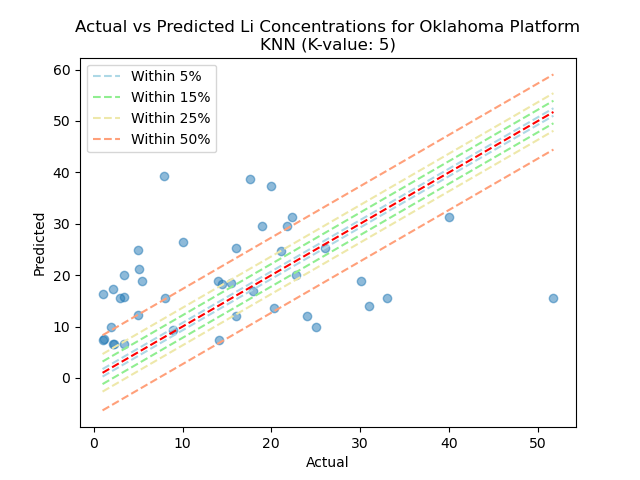 Actual vs Predicted Li Concentrations for Oklahoma Platform
KNN (K-value: 5)
Within 5%
Within 15%
Within 25%
Within 50%
60
50
40
30
20
10
0
Predicted
0 10 20 30 40 50
Actual